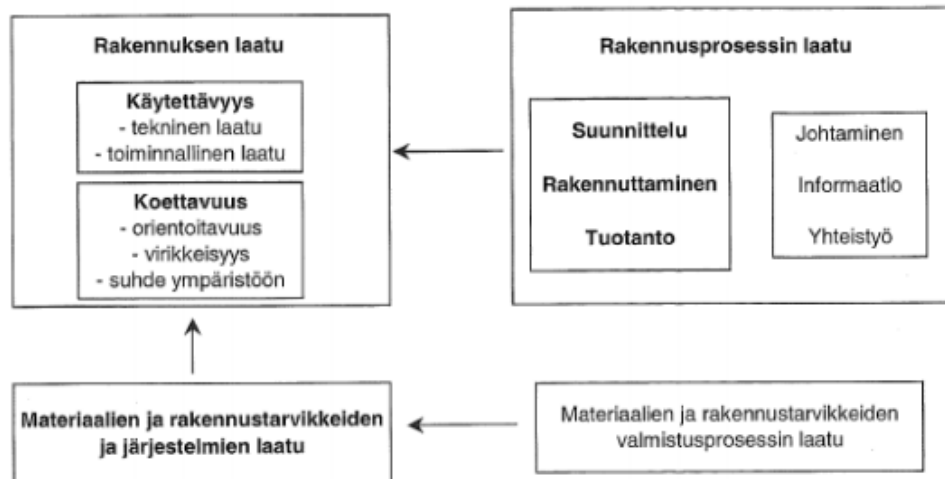 Rakennuksen laatu
Käytettävyys
- tekninen laatu
- toiminnallinen laatu
Koettavuus
- orientoitavuus
- virikkeisyys
- suhde ympäristöön
Rakennusprosessin laatu
Suunnittelu
Rakennuttaminen
Tuotanto
Johtaminen
Informaatio
Yhteistyö
Materiaalien ja rakennustarvikkeiden
ja järjestelmien laatu
Materiaalien ja rakennustarvikkeiden
valmistusprosessin laatu